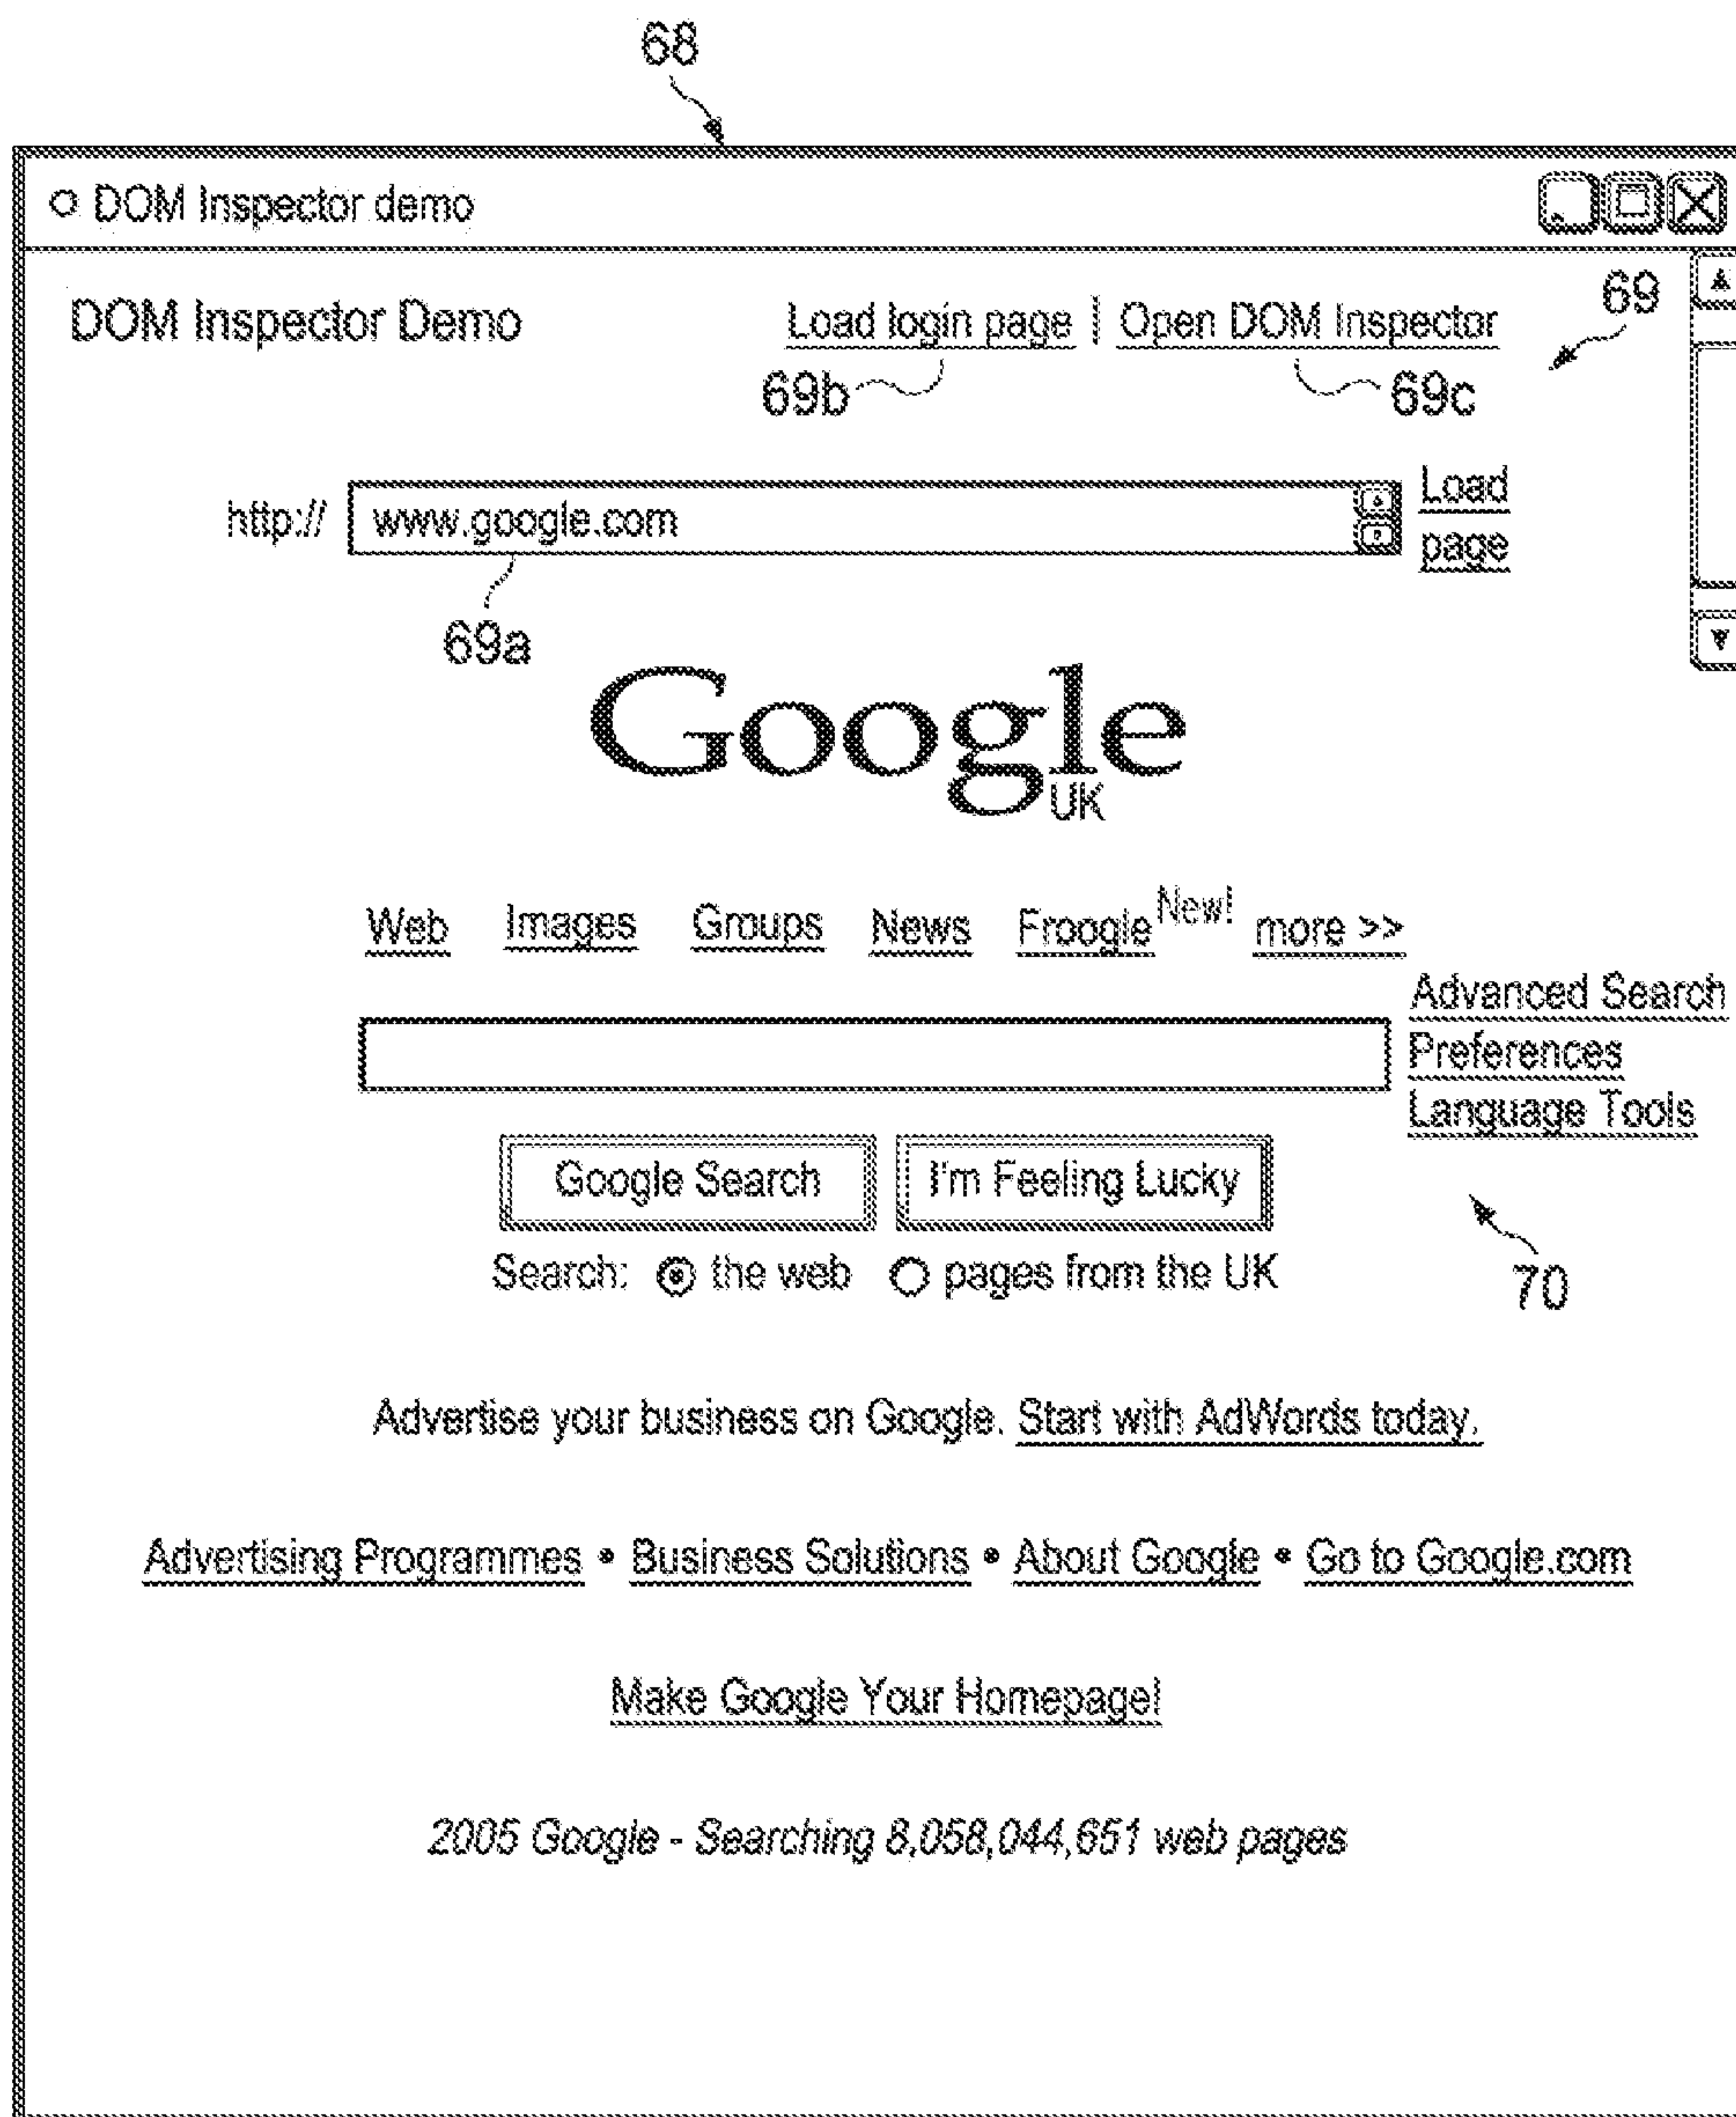 68
DOM Inspector demo
DOM Inspector Demo
Load login page | Open DOM Inspector
69
69b
69c
http://
www.google.com
Load
page
69a
Google
UK
Web Images Groups News Froogle New! more >>
Advanced Search
Preferences
Language Tools
Google Search I'm Feeling Lucky
Search: the web pages from the UK
70
Advertise your business on Google. Start with AdWords today.
Advertising Programmes • Business Solutions • About Google • Go to Google.com
Make Google Your Homepage!
2005 Google - Searching 8,058,044,651 web pages